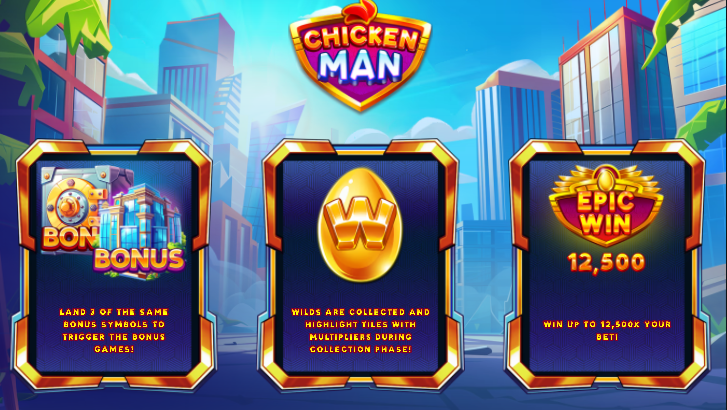 CHICKEN
MAN
BON
BONUS
LAND 3 OF THE SAME
BONUS SYMBOLS TO
TRIGGER THE BONUS
GAMES!
W
WILDS ARE COLLECTED AND
HIGHLIGHT TILES WITH
MULTIPLIERS DURING
COLLECTION PHASE!
EPIC
WIN
12,500
WIN UP TO 12,500X YOUR
BET!